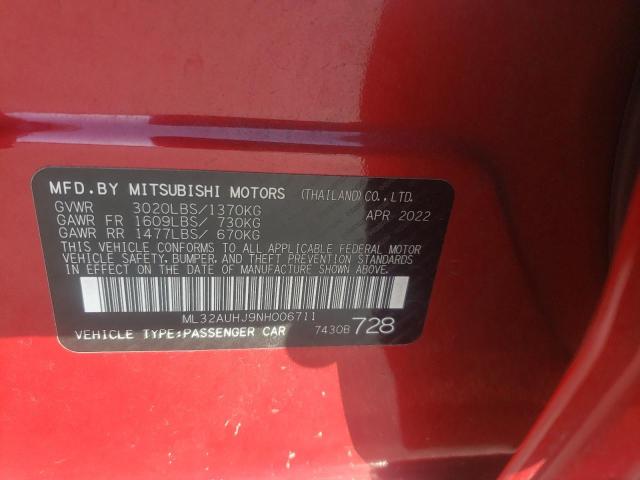 MFD.BY MITSUBISHI MOTORS (THAILAND)CO.,LTD.
GVWR 3020LBS/1370KG APR 2022
GAWR FR 1609LBS/ 730KG
GAWR RR 1477LBS/ 670KG
THIS VEHICLE CONFORMS TO ALL APPLICABLE FEDERAL MOTOR
VEHICLE SAFETY, BUMPER, AND THEFT PREVENTION STANDARDS
IN EFFECT ON THE DATE OF MANUFACTURE SHOWN ABOVE.
ML32AUHJ9NH006711
VEHICLE TYPE:PASSENGER CAR 7430B 728